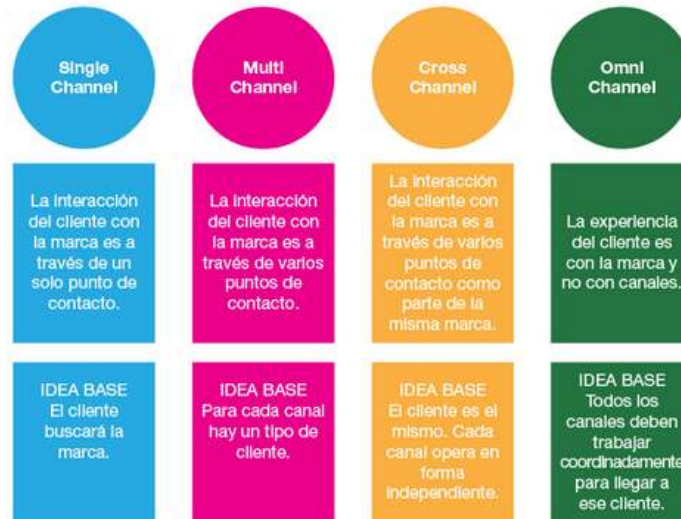 Single
Channel
Multi
Channel
Cross
Channel
Omni
Channel
La interacción
del cliente con
la marca es a
través de un
solo punto de
contacto.
La interacción
del cliente con
la marca es a
través de varios
puntos de
contacto.
La interacción
del cliente con
la marca es a
través de varios
puntos de
contacto como
parte de la
misma marca.
La experiencia
del cliente es
con la marca y
no con canales.
IDEA BASE
El cliente
buscará la
marca.
IDEA BASE
Para cada canal
hay un tipo de
cliente.
IDEA BASE
El cliente es el
mismo. Cada
canal opera en
forma
independiente.
IDEA BASE
Todos los
canales deben
trabajar
coordinadamente
para llegar a
ese cliente.